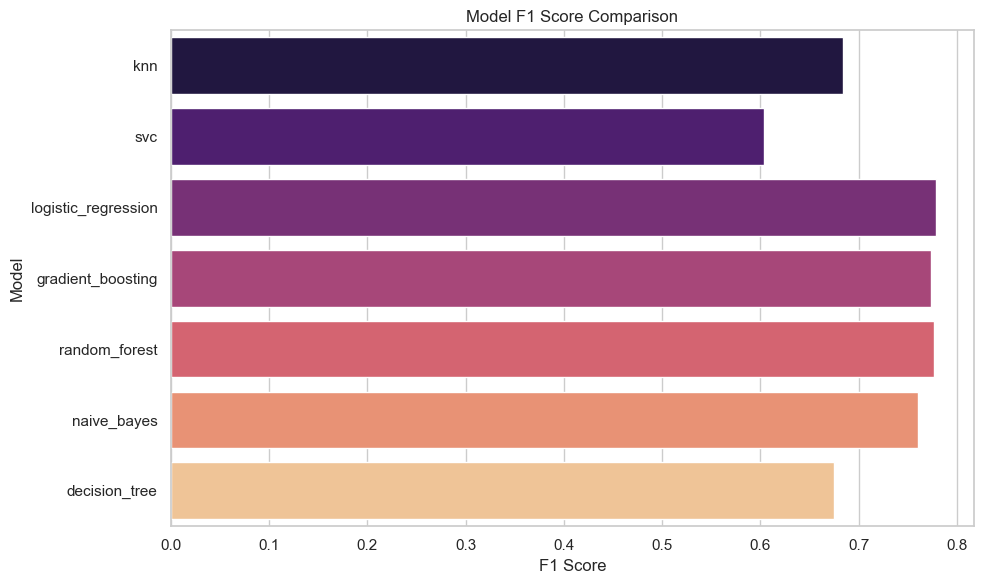 Model F1 Score Comparison
knn
svc
logistic_regression
gradient_boosting
random_forest
naive_bayes
decision_tree
Model
0.0 0.1 0.2 0.3 0.4 0.5 0.6 0.7 0.8
F1 Score